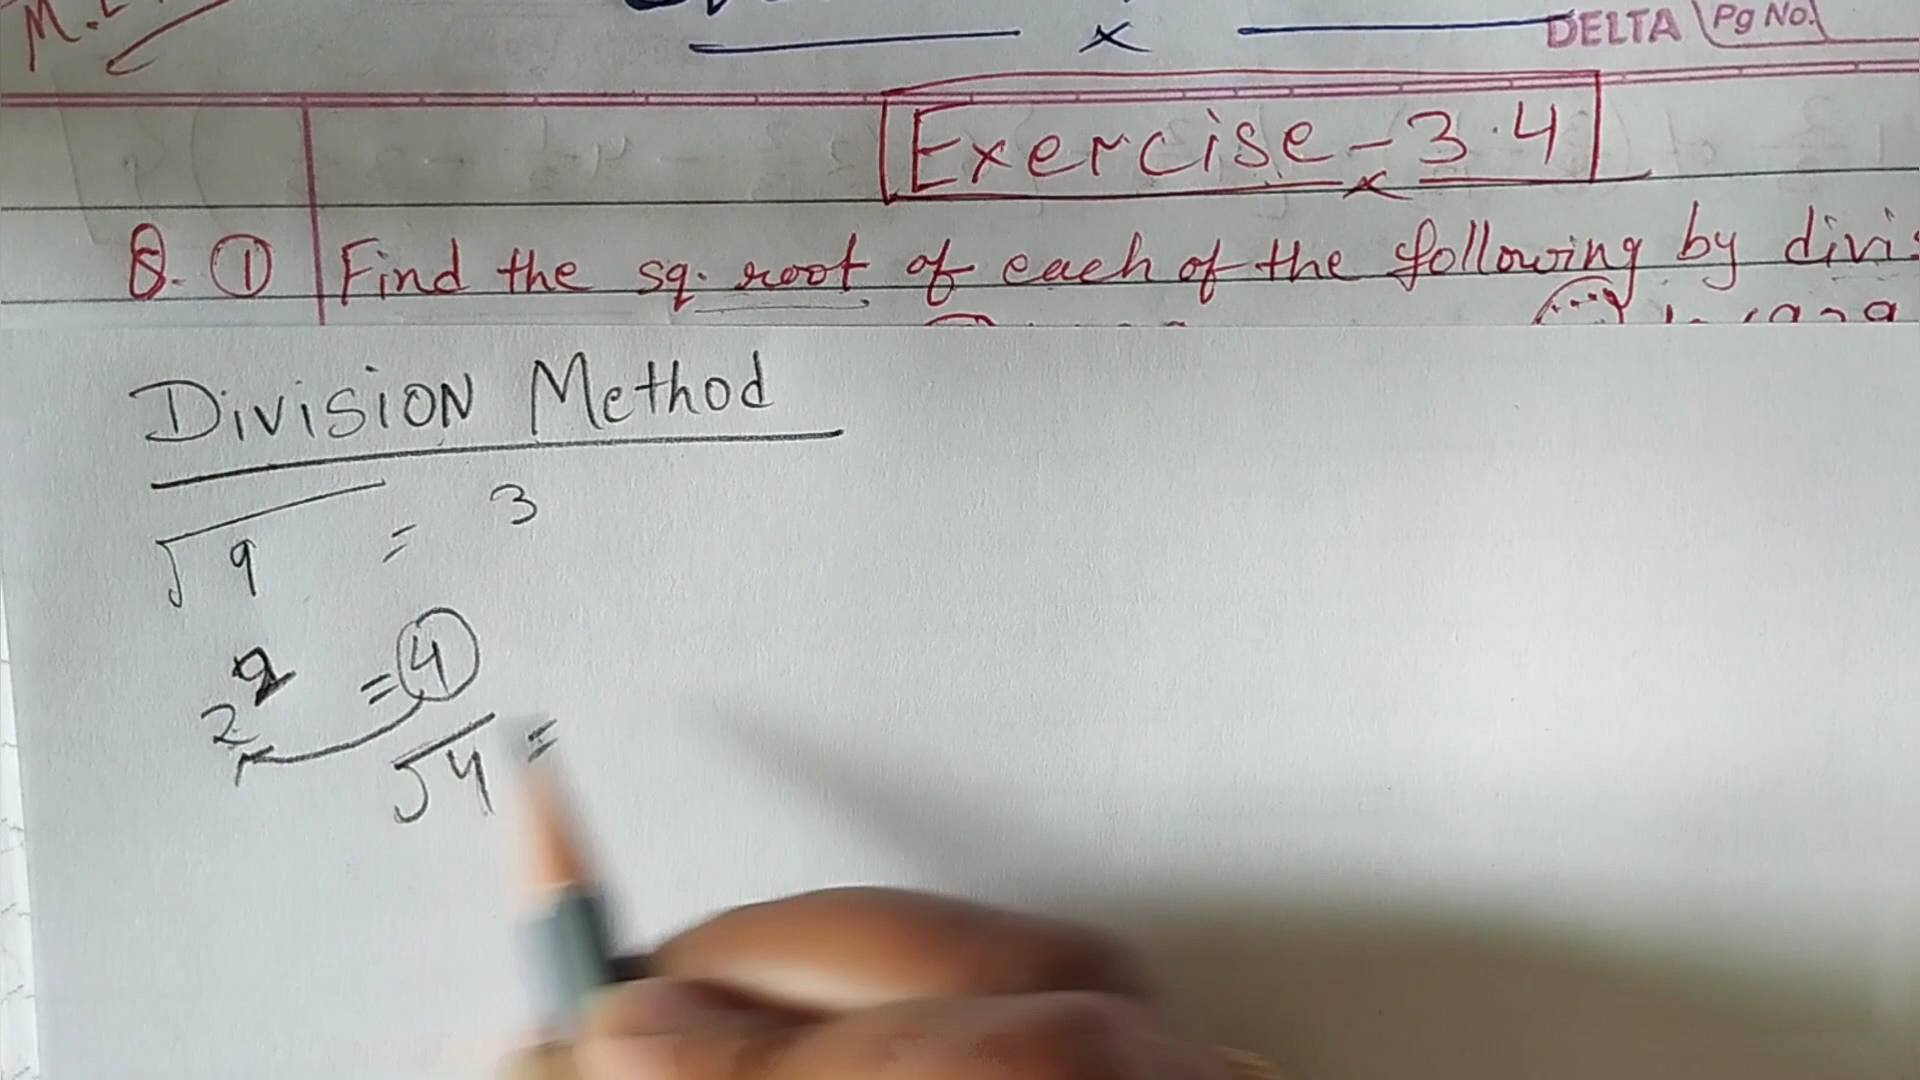 DELTA Pg No.
Exercise-3.4
Q. ① Find the sq. root of each of the following by divi
Division Method
√9 = 3
2² = 4
√4 =